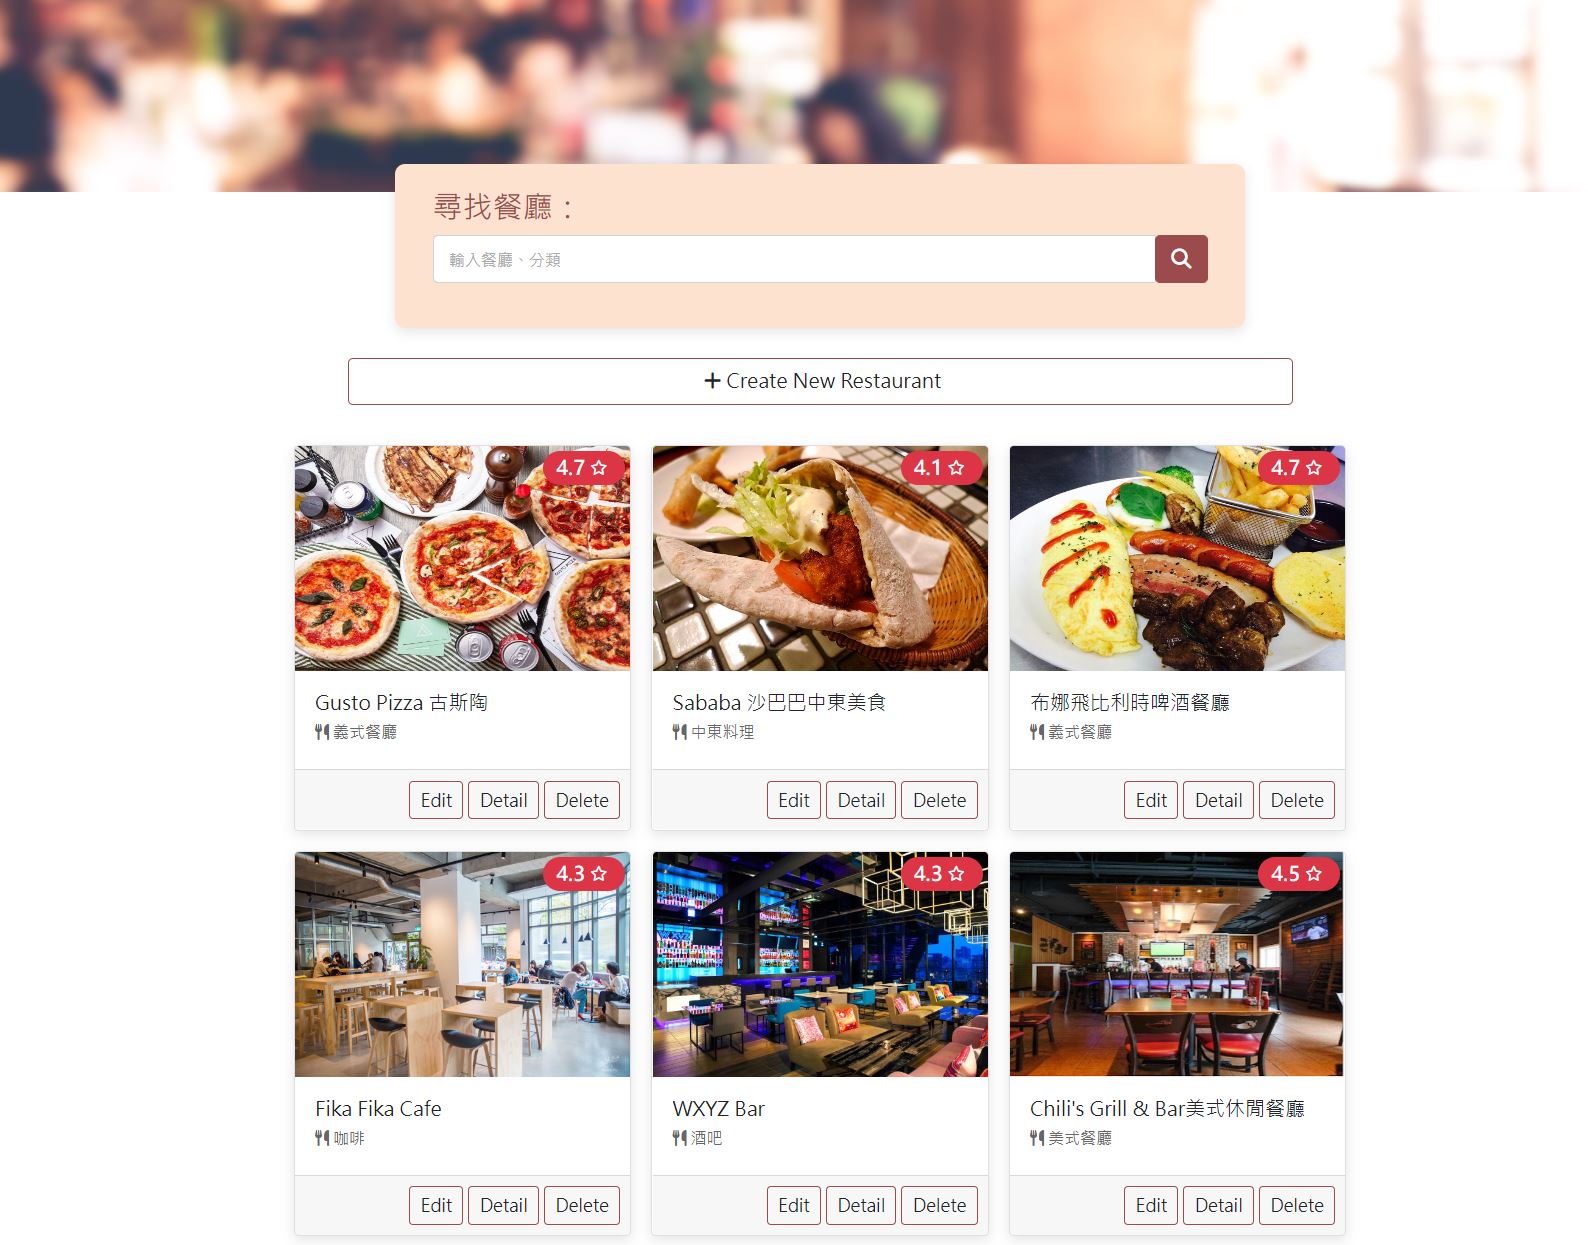 尋找餐廳：
輸入餐廳、分類
Create New Restaurant
4.7
4.1
4.7
Gusto Pizza 古斯陶
義式餐廳
Edit Detail Delete
Sababa 沙巴巴中東美食
中東料理
Edit Detail Delete
布娜飛比利時啤酒餐廳
義式餐廳
Edit Detail Delete
4.3
4.3
4.5
Fika Fika Cafe
咖啡
Edit Detail Delete
WXYZ Bar
酒吧
Edit Detail Delete
Chili's Grill & Bar美式休閒餐廳
美式餐廳
Edit Detail Delete